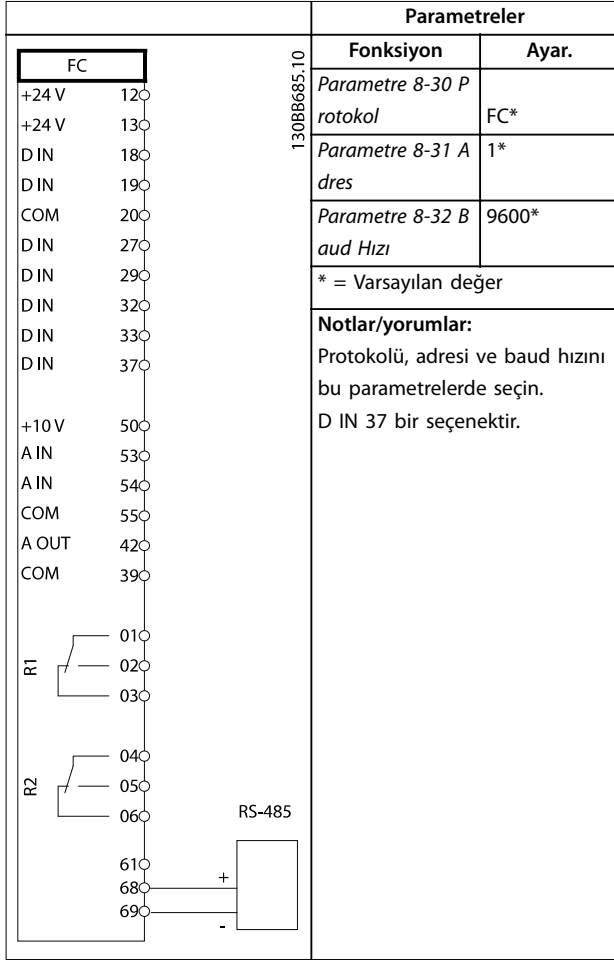 FC
+24 V 12
+24 V 13
D IN 18
D IN 19
COM 20
D IN 27
D IN 29
D IN 32
D IN 33
D IN 37
+10 V 50
A IN 53
A IN 54
COM 55
A OUT 42
COM 39
R1
01
02
03
R2
04
05
06
61
68
69
RS-485
+
-
130BB685.10
Parametreler
Fonksiyon Ayar.
Parametre 8-30 P
rotokol FC*
Parametre 8-31 A 1*
dres
Parametre 8-32 B 9600*
aud Hızı
* = Varsayılan değer
Notlar/yorumlar:
Protokolü, adresi ve baud hızını
bu parametrelerde seçin.
D IN 37 bir seçenektir.